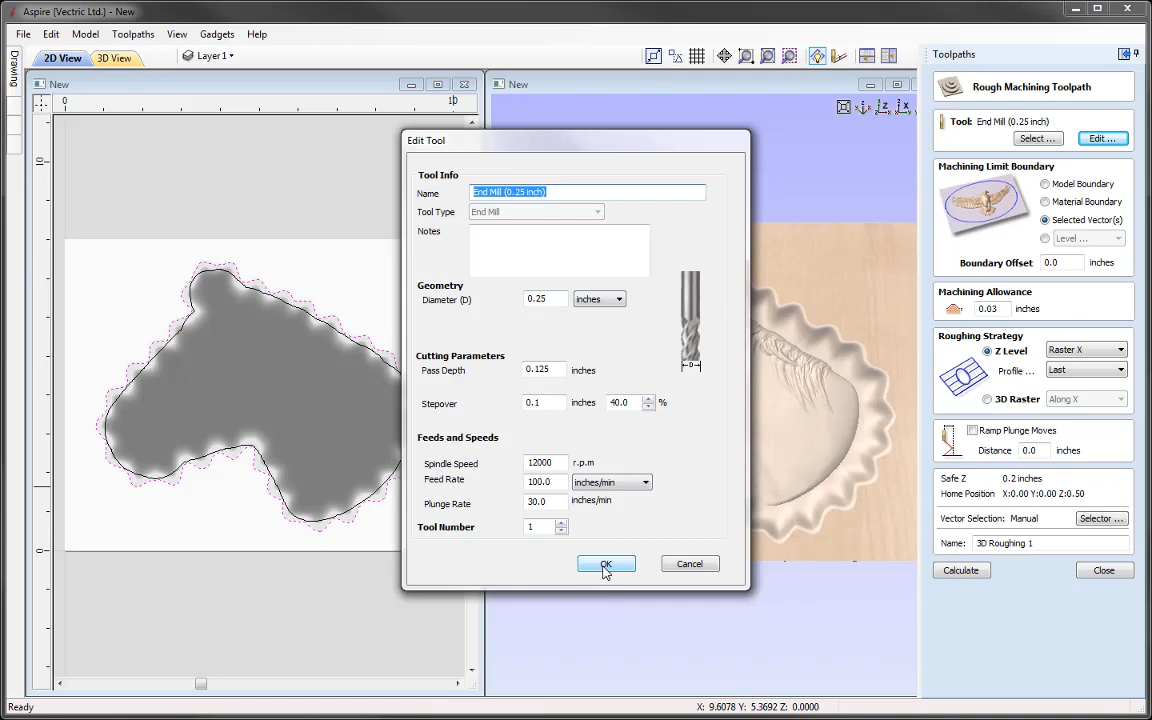 Aspire (Vectric Ltd.) - New
File Edit Model Toolpaths View Gadgets Help
Drawing
2D View 3D View Layer 1
New
0 10
10
0
New
Edit Tool
Tool Info
Name End Mill (0.25 inch)
Tool Type End Mill
Notes
Geometry
Diameter (D) 0.25 inches
D
Cutting Parameters
Pass Depth 0.125 inches
Stepover 0.1 inches 40.0 %
Feeds and Speeds
Spindle Speed 12000 r.p.m
Feed Rate 100.0 inches/min
Plunge Rate 30.0 inches/min
Tool Number 1
OK Cancel
Toolpaths
Rough Machining Toolpath
Tool: End Mill (0.25 inch)
Select ... Edit ...
Machining Limit Boundary
Model Boundary
Material Boundary
Selected Vector(s)
Level ...
Boundary Offset 0.0 inches
Machining Allowance
0.03 inches
Roughing Strategy
Z Level Raster X
Profile ... Last
3D Raster Along X
Ramp Plunge Moves
Distance 0.0 inches
Safe Z 0.2 inches
Home Position X:0.00 Y:0.00 Z:0.50
Vector Selection: Manual Selector ...
Name: 3D Roughing 1
Calculate Close
Ready X: 9.6078 Y: 5.3692 Z: 0.0000